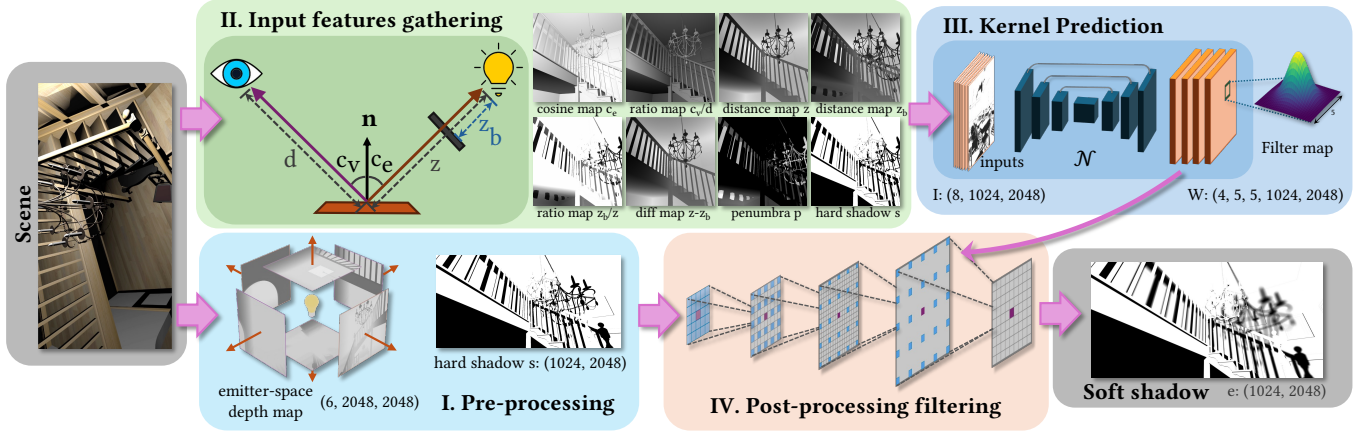 Scene
II. Input features gathering
n
d
c_v
c_e
z
z_b
cosine map c_e
ratio map c_v/d
distance map z
distance map z_b
ratio map z_b/z
diff map z-z_b
penumbra p
hard shadow s
III. Kernel Prediction
inputs
𝒩
s
Filter map
I: (8, 1024, 2048)
W: (4, 5, 5, 1024, 2048)
emitter-space
depth map
(6, 2048, 2048)
hard shadow s: (1024, 2048)
I. Pre-processing
IV. Post-processing filtering
Soft shadow
e: (1024, 2048)